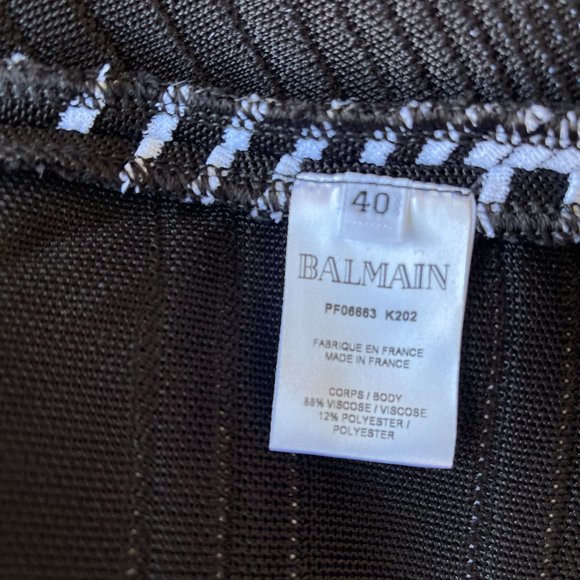 40
BALMAIN
PF06663 K202
FABRIQUE EN FRANCE
MADE IN FRANCE
CORPS / BODY
88% VISCOSE / VISCOSE
12% POLYESTER /
POLYESTER